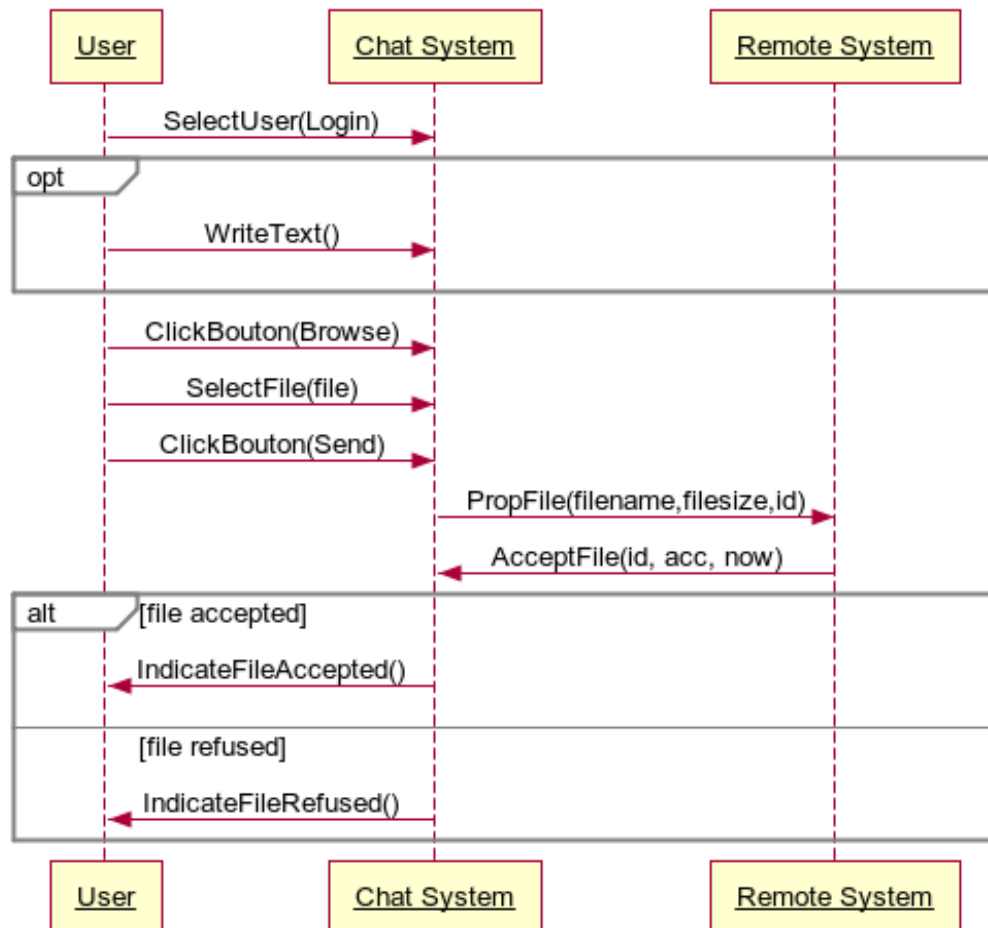 User Chat System Remote System
SelectUser(Login)
opt
WriteText()
ClickBouton(Browse)
SelectFile(file)
ClickBouton(Send)
PropFile(filename,filesize,id)
AcceptFile(id, acc, now)
alt [file accepted]
IndicateFileAccepted()
[file refused]
IndicateFileRefused()
User Chat System Remote System